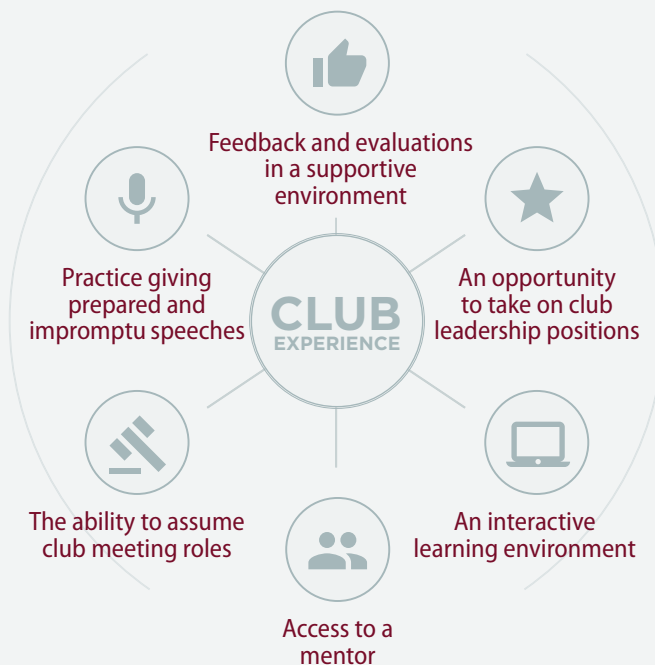 Feedback and evaluations
in a supportive
environment
Practice giving
prepared and
impromptu speeches
An opportunity
to take on club
leadership positions
CLUB
EXPERIENCE
The ability to assume
club meeting roles
An interactive
learning environment
Access to a
mentor